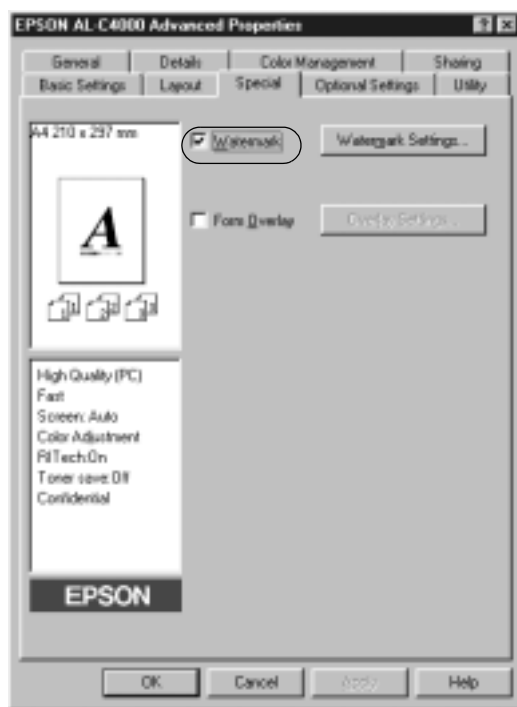 EPSON AL-C4000 Advanced Properties
General Details Color Management Sharing
Basic Settings Layout Special Optional Settings Utility
A4 210 x 297 mm
Watermark Watermark Settings...
Form Overlay Overlay Settings...
A
High Quality (PC)
Fast
Screen: Auto
Color Adjustment
RITech:On
Toner save: Off
Confidential
EPSON
OK Cancel Apply Help